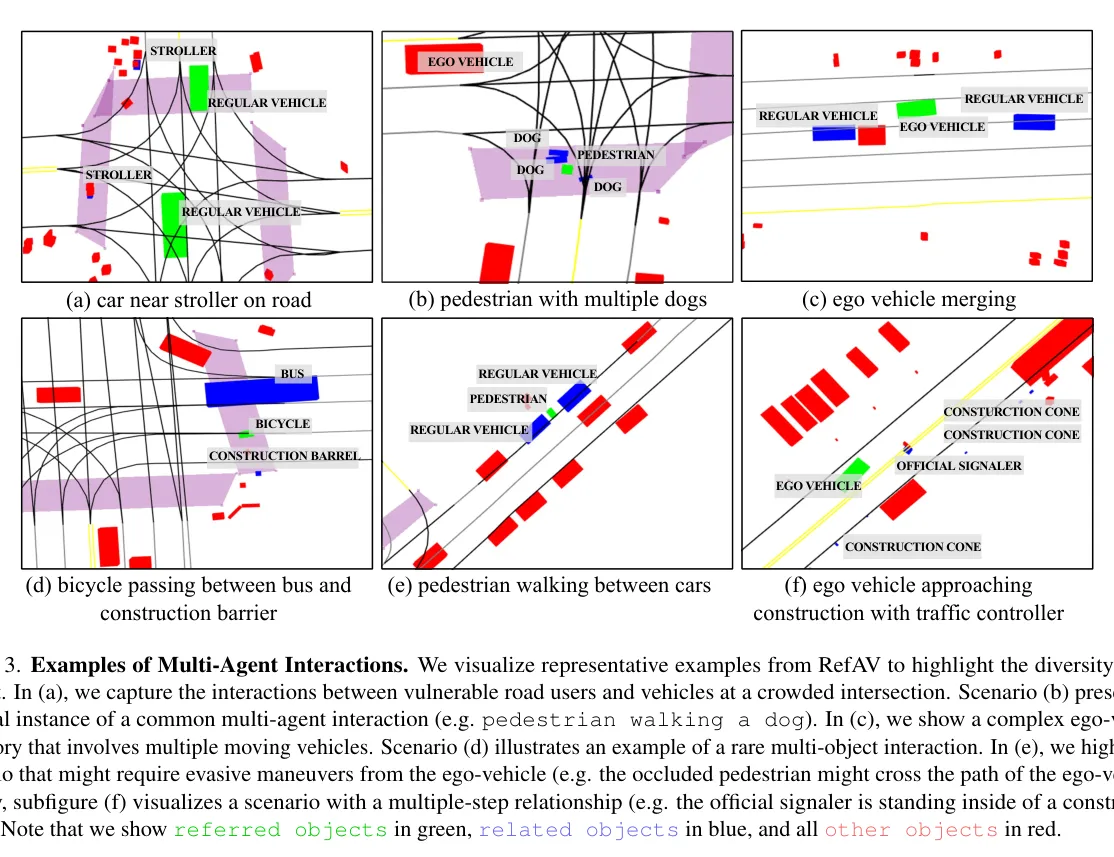 STROLLER
REGULAR VEHICLE
STROLLER
REGULAR VEHICLE
(a) car near stroller on road
EGO VEHICLE
DOG
PEDESTRIAN
DOG
DOG
(b) pedestrian with multiple dogs
REGULAR VEHICLE
REGULAR VEHICLE
EGO VEHICLE
(c) ego vehicle merging
BUS
BICYCLE
CONSTRUCTION BARREL
(d) bicycle passing between bus and
construction barrier
REGULAR VEHICLE
PEDESTRIAN
REGULAR VEHICLE
(e) pedestrian walking between cars
CONSTURCTION CONE
CONSTRUCTION CONE
OFFICIAL SIGNALER
EGO VEHICLE
CONSTRUCTION CONE
(f) ego vehicle approaching
construction with traffic controller
3. Examples of Multi-Agent Interactions. We visualize representative examples from RefAV to highlight the diversity
. In (a), we capture the interactions between vulnerable road users and vehicles at a crowded intersection. Scenario (b) prese
al instance of a common multi-agent interaction (e.g. pedestrian walking a dog). In (c), we show a complex ego-v
ory that involves multiple moving vehicles. Scenario (d) illustrates an example of a rare multi-object interaction. In (e), we high
io that might require evasive maneuvers from the ego-vehicle (e.g. the occluded pedestrian might cross the path of the ego-ve
, subfigure (f) visualizes a scenario with a multiple-step relationship (e.g. the official signaler is standing inside of a constr
Note that we show referred objects in green, related objects in blue, and all other objects in red.